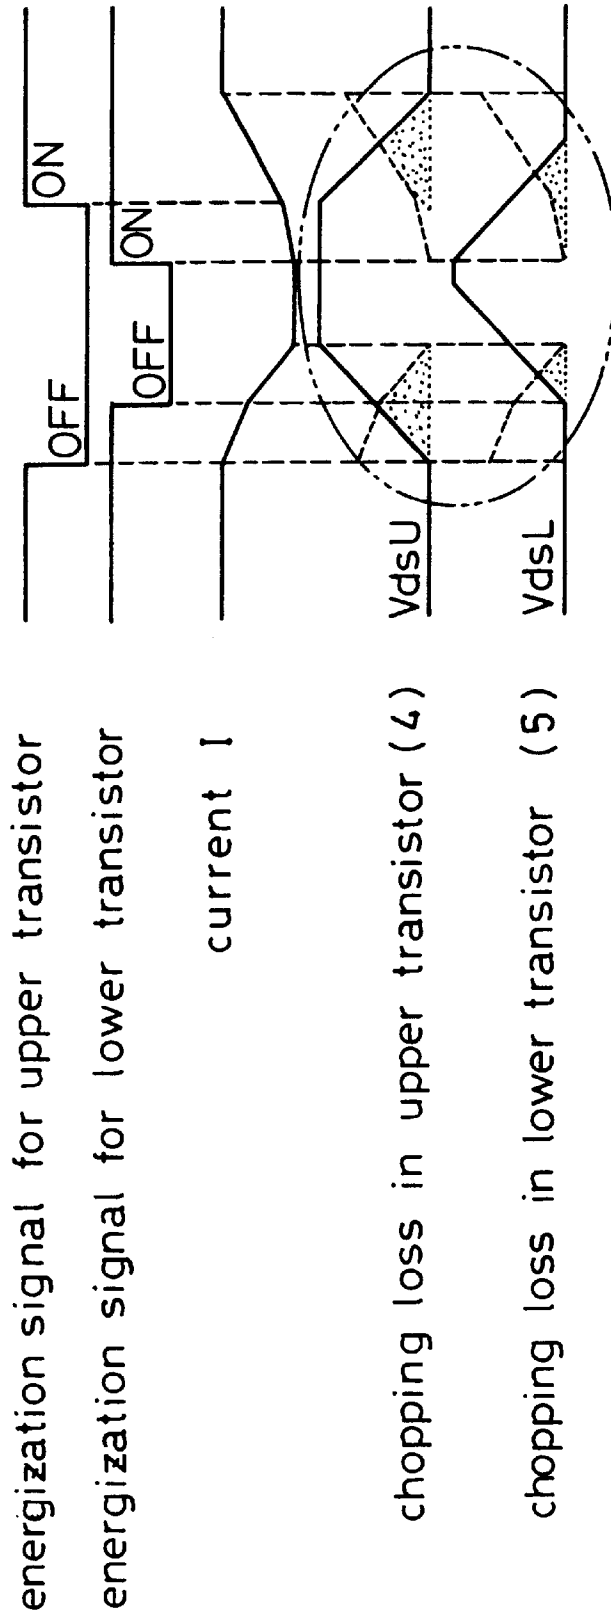 energization signal for upper transistor
OFF ON
energization signal for lower transistor
OFF ON
current I
chopping loss in upper transistor (4) VdsU
chopping loss in lower transistor (5) VdsL